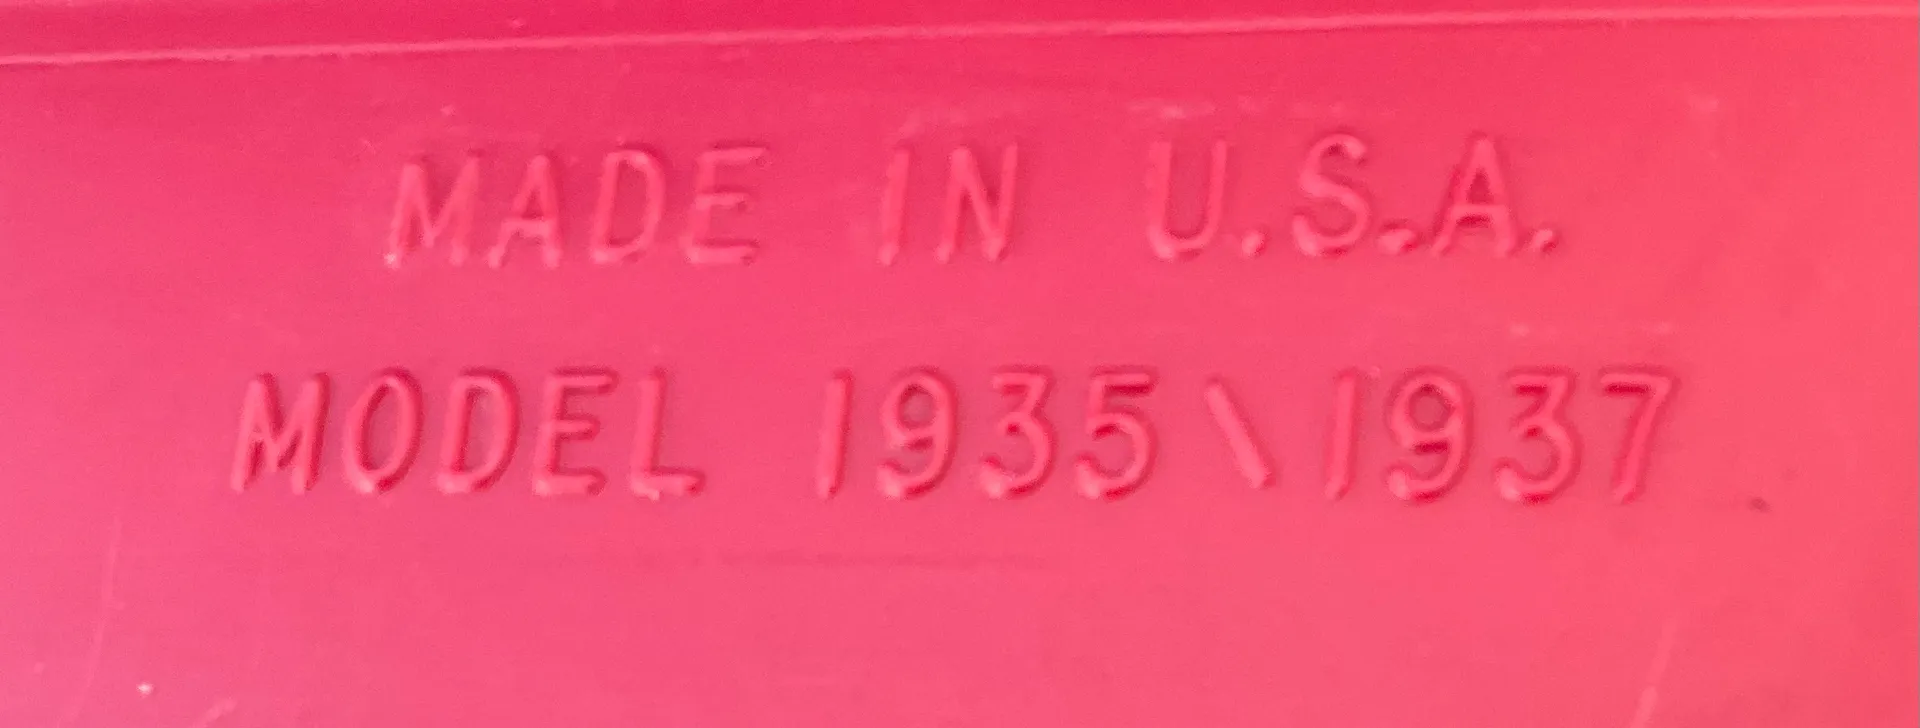 MADE IN U.S.A.
MODEL 1935\1937